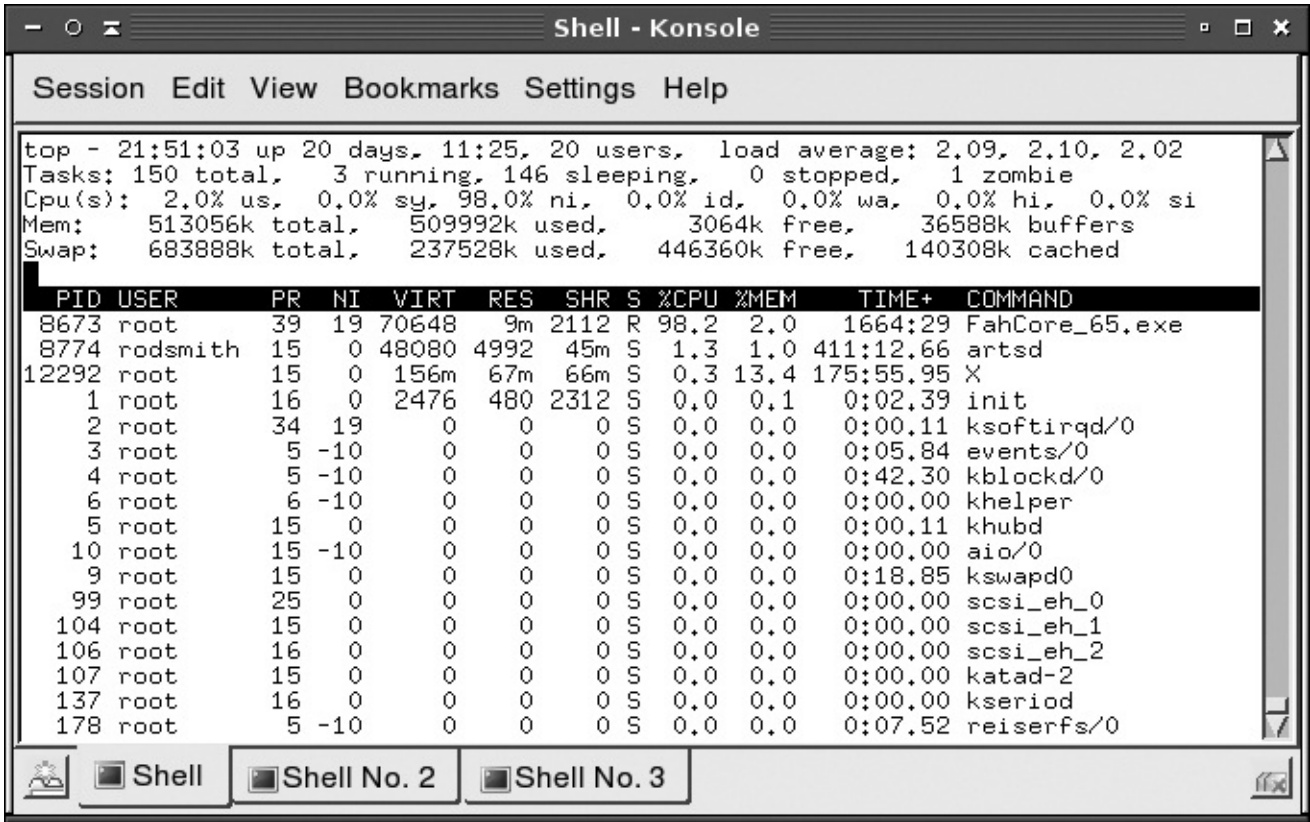 Shell - Konsole
Session Edit View Bookmarks Settings Help
top - 21:51:03 up 20 days, 11:25, 20 users,  load average: 2.09, 2.10, 2.02
Tasks: 150 total,   3 running, 146 sleeping,   0 stopped,   1 zombie
Cpu(s):  2.0% us,  0.0% sy, 98.0% ni,  0.0% id,  0.0% wa,  0.0% hi,  0.0% si
Mem:    513056k total,   509992k used,     3064k free,    36588k buffers
Swap:   683888k total,   237528k used,   446360k free,   140308k cached
PID USER PR NI VIRT RES SHR S %CPU %MEM TIME+ COMMAND
8673 root 39 19 70648 9m 2112 R 98.2 2.0 1664:29 FahCore_65.exe
8774 rodsmith 15 0 48080 4992 45m S 1.3 1.0 411:12.66 artsd
12292 root 15 0 156m 67m 66m S 0.3 13.4 175:55.95 X
1 root 16 0 2476 480 2312 S 0.0 0.1 0:02.39 init
2 root 34 19 0 0 0 S 0.0 0.0 0:00.11 ksoftirqd/0
3 root 5 -10 0 0 0 S 0.0 0.0 0:05.84 events/0
4 root 5 -10 0 0 0 S 0.0 0.0 0:42.30 kblockd/0
6 root 6 -10 0 0 0 S 0.0 0.0 0:00.00 khelper
5 root 15 0 0 0 0 S 0.0 0.0 0:00.11 khubd
10 root 15 -10 0 0 0 S 0.0 0.0 0:00.00 aio/0
9 root 15 0 0 0 0 S 0.0 0.0 0:18.85 kswapd0
99 root 25 0 0 0 0 S 0.0 0.0 0:00.00 scsi_eh_0
104 root 15 0 0 0 0 S 0.0 0.0 0:00.00 scsi_eh_1
106 root 16 0 0 0 0 S 0.0 0.0 0:00.00 scsi_eh_2
107 root 15 0 0 0 0 S 0.0 0.0 0:00.00 katad-2
137 root 16 0 0 0 0 S 0.0 0.0 0:00.00 kseriod
178 root 5 -10 0 0 0 S 0.0 0.0 0:07.52 reiserfs/0
Shell Shell No. 2 Shell No. 3